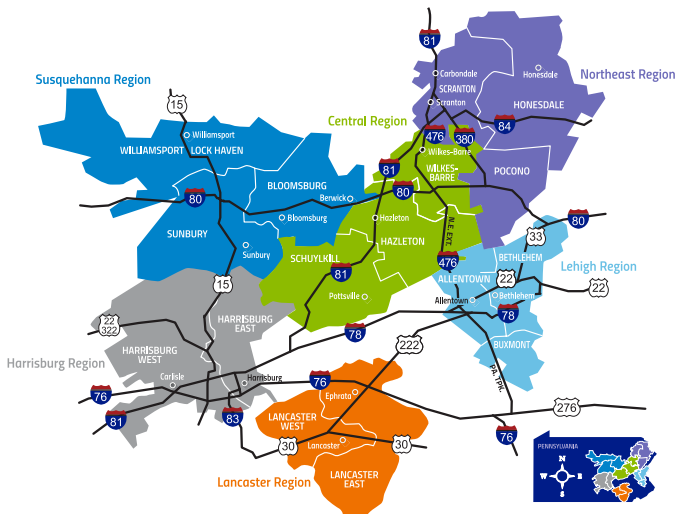 81
Carbondale
Honesdale
Susquehanna Region
SCRANTON
Northeast Region
15
Scranton
HONESDALE
Central Region
84
Williamsport
476
380
WILLIAMSPORT
LOCK HAVEN
Wilkes-Barre
81
WILKES-
BARRE
POCONO
BLOOMSBURG
80
Berwick
80
Hazleton
80
Bloomsburg
N.E. EXT.
33
SUNBURY
HAZLETON
Sunbury
SCHUYLKILL
BETHLEHEM
476
Lehigh Region
81
ALLENTOWN
22
22
15
Pottsville
Allentown
Bethlehem
HARRISBURG
EAST
78
22
322
78
222
BUXMONT
HARRISBURG
WEST
Harrisburg Region
PA. TPK.
Carlisle
Harrisburg
76
76
Ephrata
276
81
83
LANCASTER
WEST
76
30
Lancaster
30
Lancaster Region
LANCASTER
EAST
PENNSYLVANIA
N
W
E
S